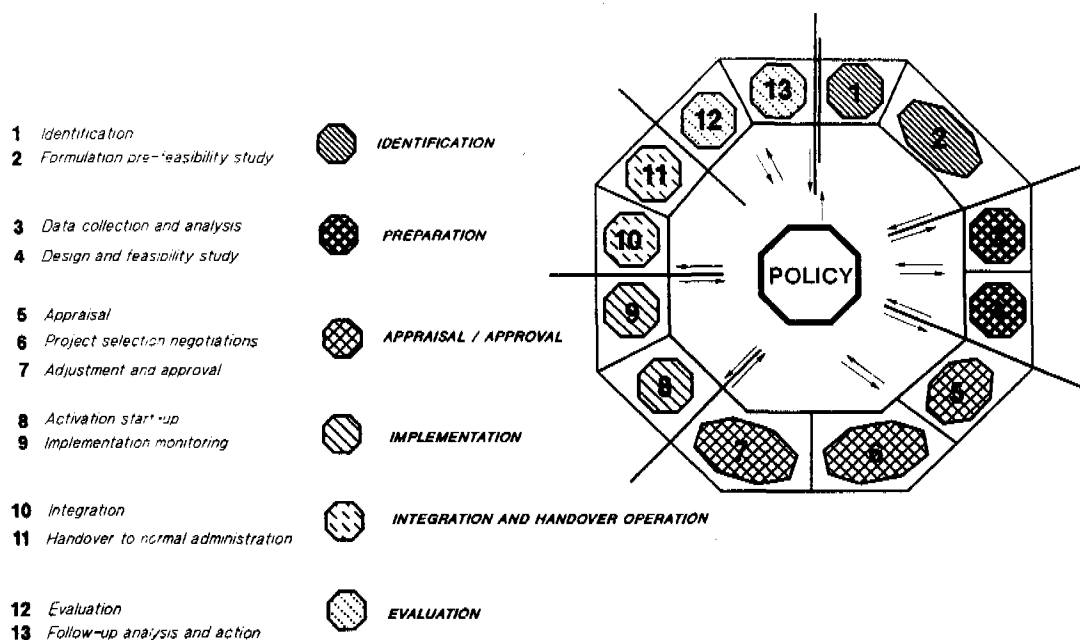 1 Identification
2 Formulation pre-feasibility study
IDENTIFICATION
3 Data collection and analysis
4 Design and feasibility study
PREPARATION
5 Appraisal
6 Project selection negotiations
7 Adjustment and approval
APPRAISAL / APPROVAL
8 Activation start-up
9 Implementation monitoring
IMPLEMENTATION
10 Integration
11 Handover to normal administration
INTEGRATION AND HANDOVER OPERATION
12 Evaluation
13 Follow-up analysis and action
EVALUATION
13
1
12
2
11
10
3
POLICY
9
4
8
5
7
6